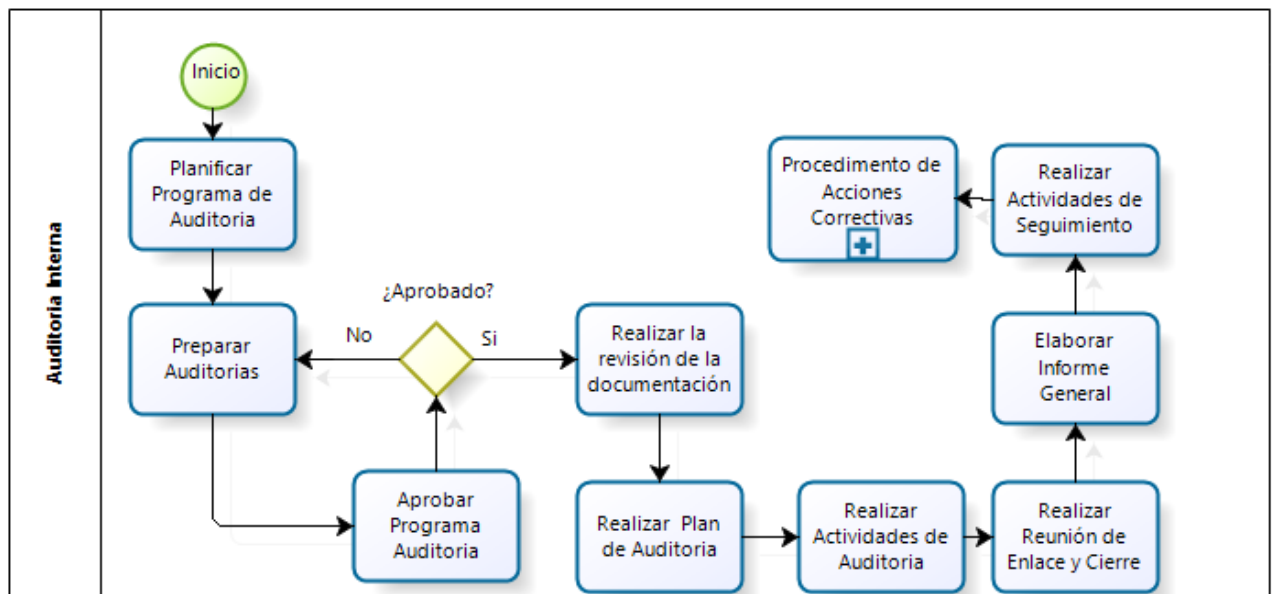 Auditoria Interna
Inicio
Planificar
Programa de
Auditoria
Preparar
Auditorias
Aprobar
Programa
Auditoria
¿Aprobado?
No
Si
Realizar la
revisión de la
documentación
Realizar Plan
de Auditoria
Realizar
Actividades de
Auditoria
Realizar
Reunión de
Enlace y Cierre
Elaborar
Informe
General
Realizar
Actividades de
Seguimiento
Procedimento de
Acciones
Correctivas